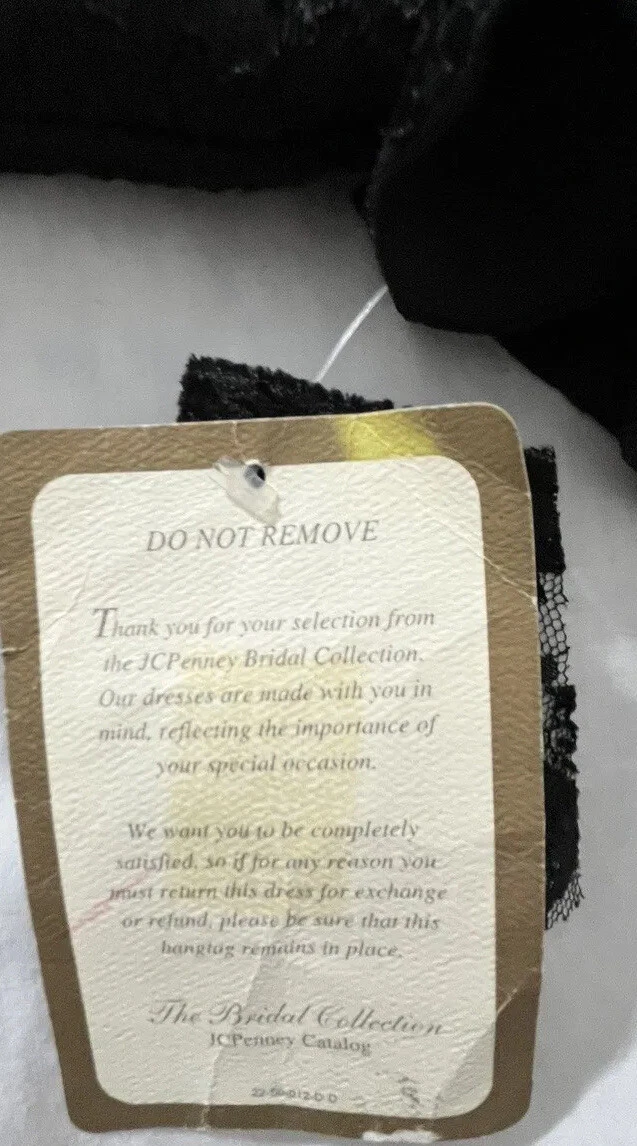 DO NOT REMOVE
Thank you for your selection from
the JCPenney Bridal Collection.
Our dresses are made with you in
mind, reflecting the importance of
your special occasion.
We want you to be completely
satisfied, so if for any reason you
must return this dress for exchange
or refund, please be sure that this
hangtag remains in place.
The Bridal Collection
JCPenney Catalog